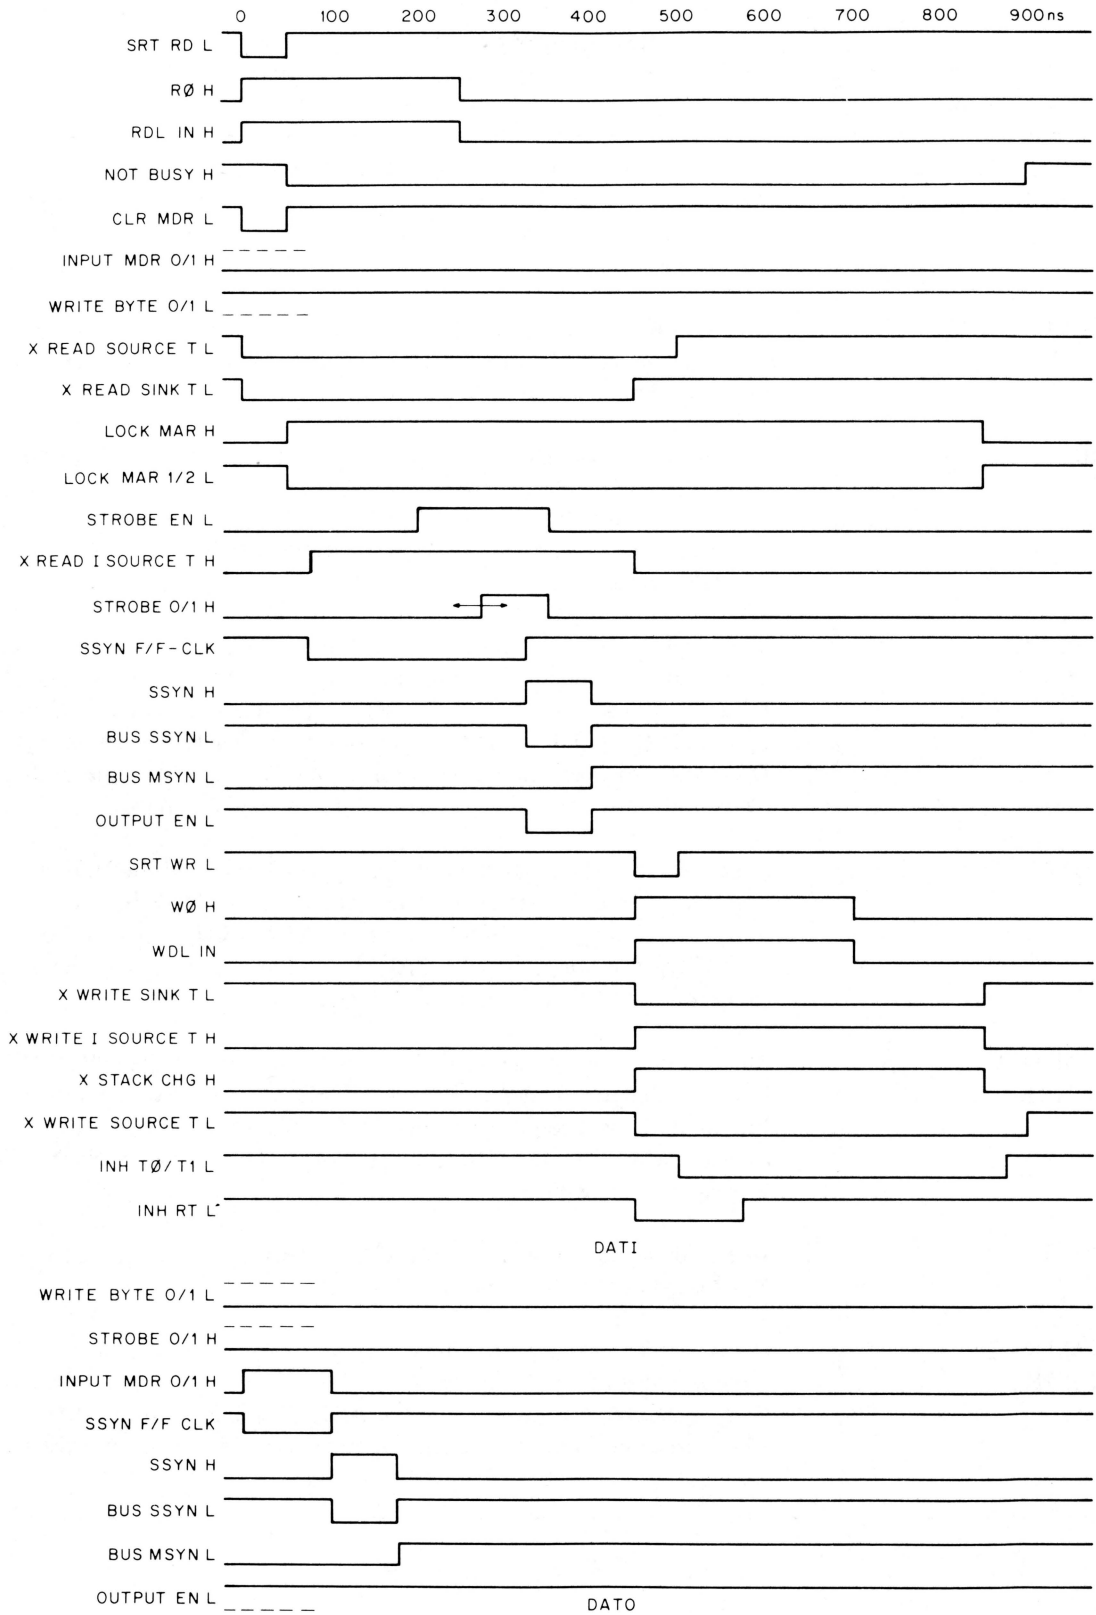 0 100 200 300 400 500 600 700 800 900ns
SRT RD L
RØ H
RDL IN H
NOT BUSY H
CLR MDR L
INPUT MDR 0/1 H
WRITE BYTE 0/1 L
X READ SOURCE T L
X READ SINK T L
LOCK MAR H
LOCK MAR 1/2 L
STROBE EN L
X READ I SOURCE T H
STROBE 0/1 H
SSYN F/F-CLK
SSYN H
BUS SSYN L
BUS MSYN L
OUTPUT EN L
SRT WR L
WØ H
WDL IN
X WRITE SINK T L
X WRITE I SOURCE T H
X STACK CHG H
X WRITE SOURCE T L
INH TØ/T1 L
INH RT L
DATI
WRITE BYTE 0/1 L
STROBE 0/1 H
INPUT MDR 0/1 H
SSYN F/F CLK
SSYN H
BUS SSYN L
BUS MSYN L
OUTPUT EN L
DATO